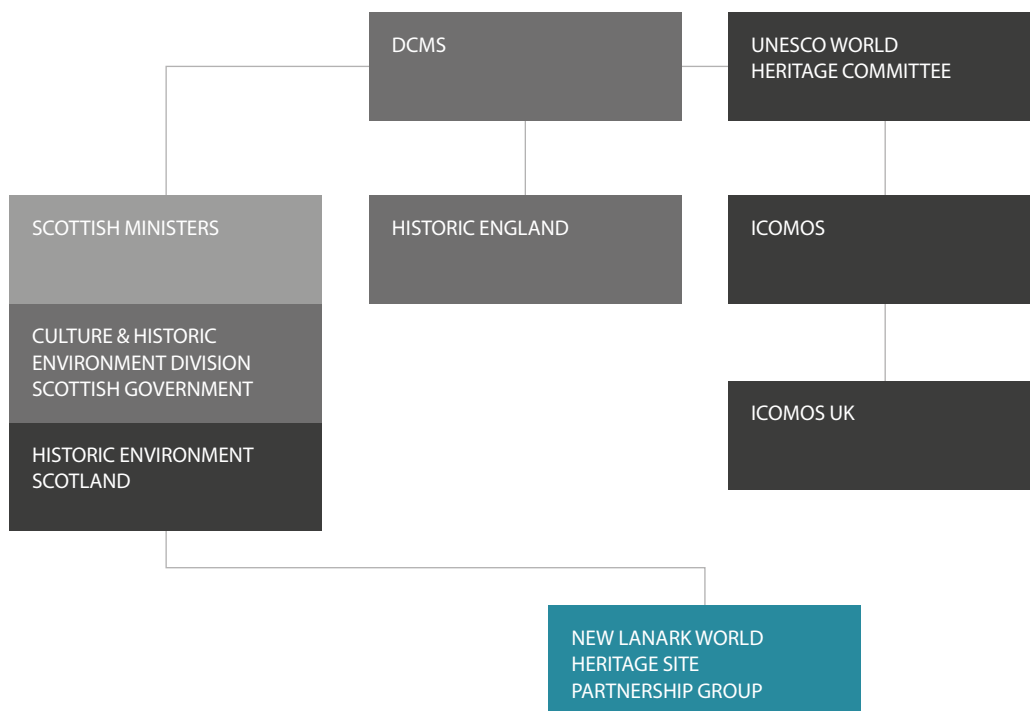 DCMS
UNESCO WORLD
HERITAGE COMMITTEE
SCOTTISH MINISTERS
HISTORIC ENGLAND
ICOMOS
CULTURE & HISTORIC
ENVIRONMENT DIVISION
SCOTTISH GOVERNMENT
ICOMOS UK
HISTORIC ENVIRONMENT
SCOTLAND
NEW LANARK WORLD
HERITAGE SITE
PARTNERSHIP GROUP